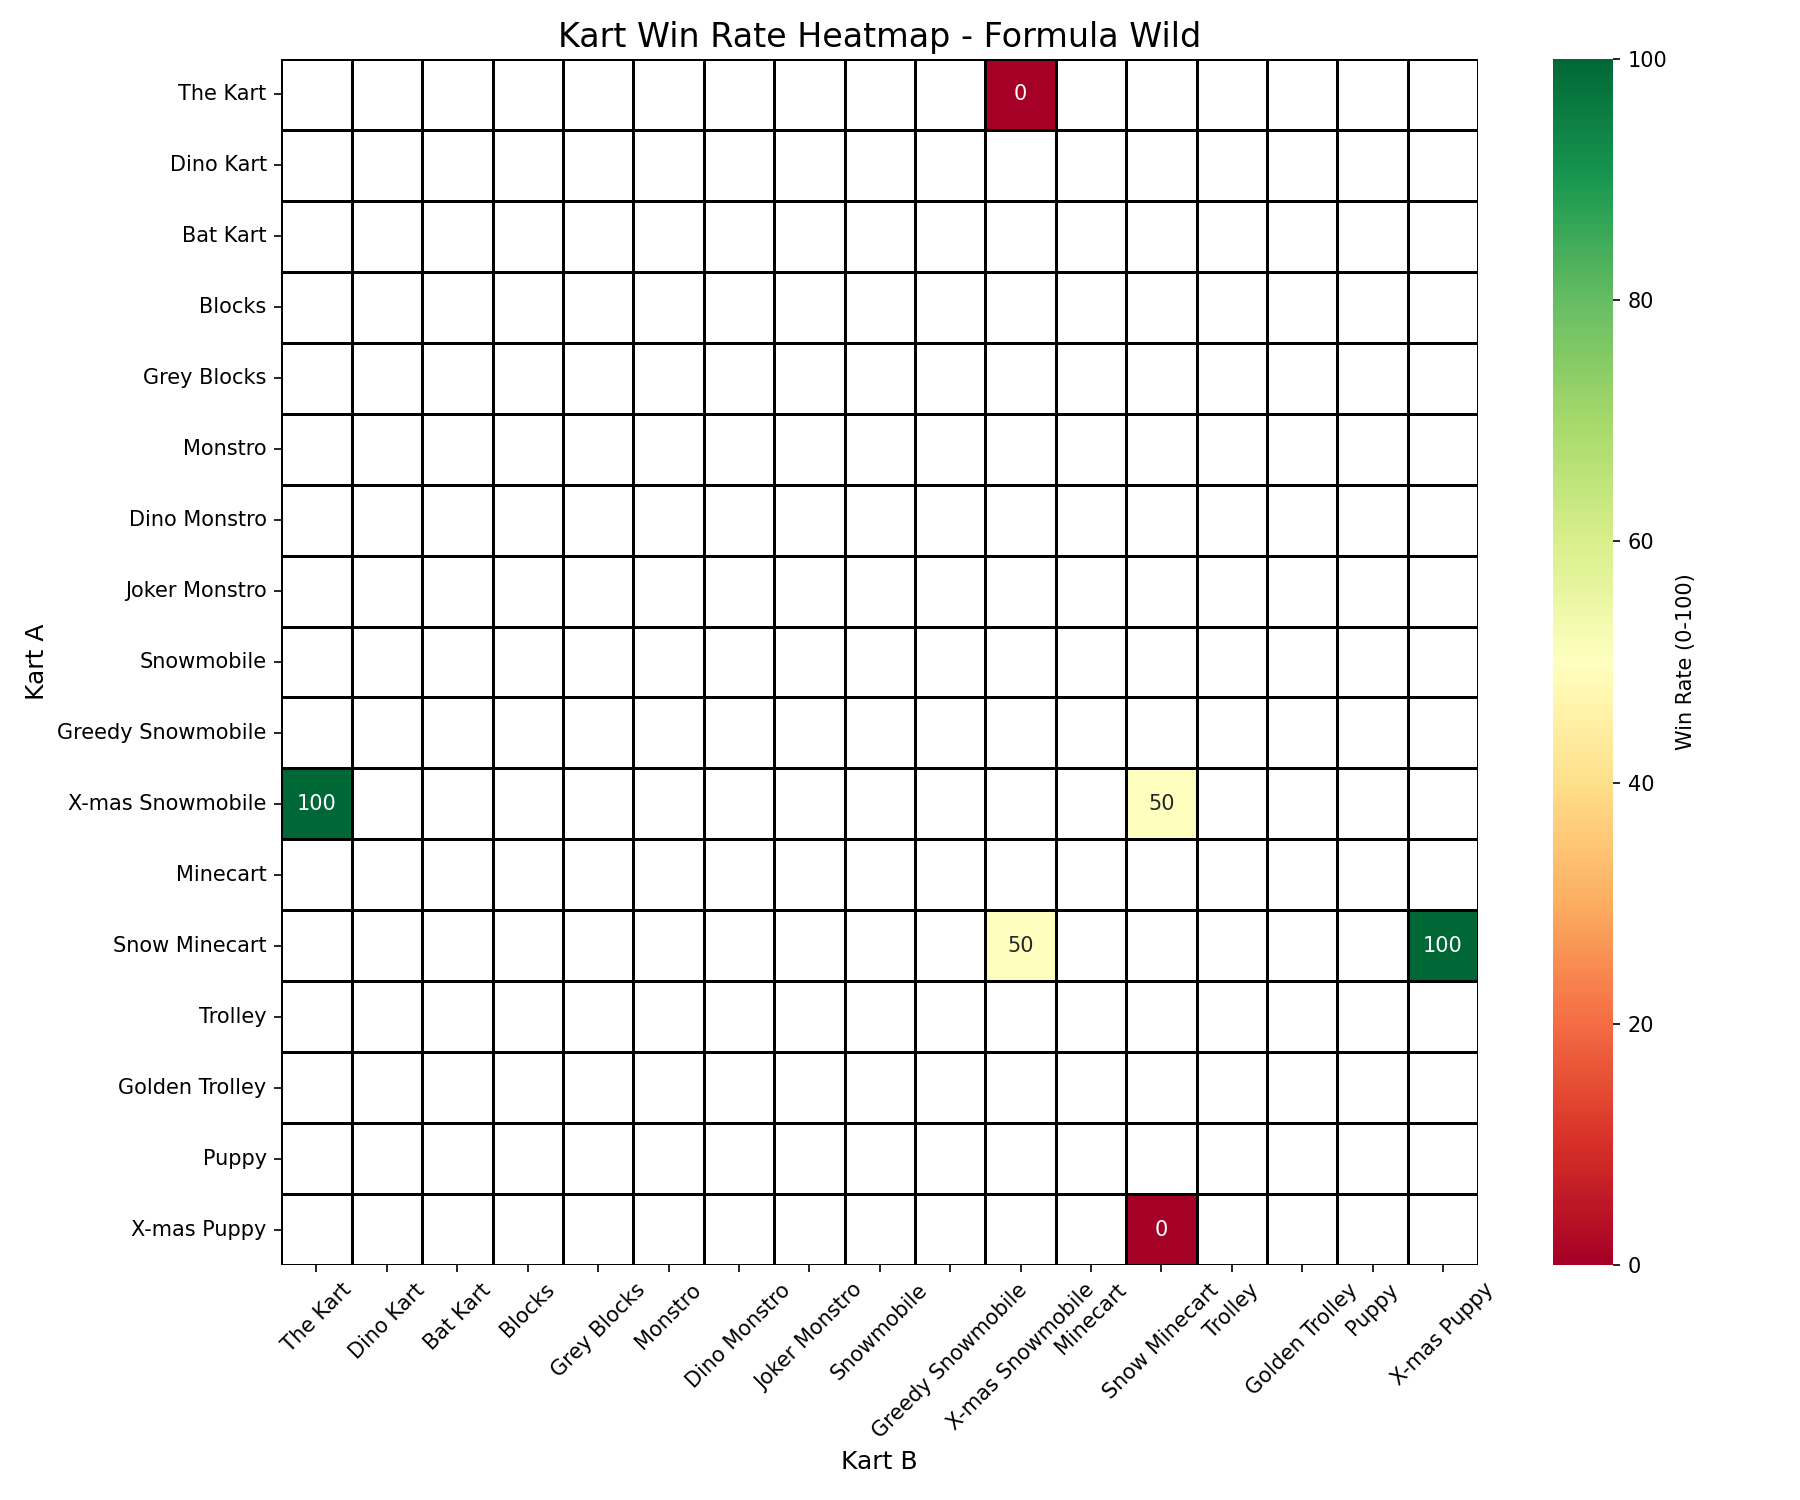 Kart Win Rate Heatmap - Formula Wild
The Kart
0
Dino Kart
Bat Kart
Blocks
Grey Blocks
Monstro
Dino Monstro
Joker Monstro
Snowmobile
Greedy Snowmobile
X-mas Snowmobile
100
50
Minecart
Snow Minecart
50
100
Trolley
Golden Trolley
Puppy
X-mas Puppy
0
Kart A
The Kart
Dino Kart
Bat Kart
Blocks
Grey Blocks
Monstro
Dino Monstro
Joker Monstro
Snowmobile
Greedy Snowmobile
X-mas Snowmobile
Minecart
Snow Minecart
Trolley
Golden Trolley
Puppy
X-mas Puppy
Kart B
100
80
60
40
20
0
Win Rate (0-100)